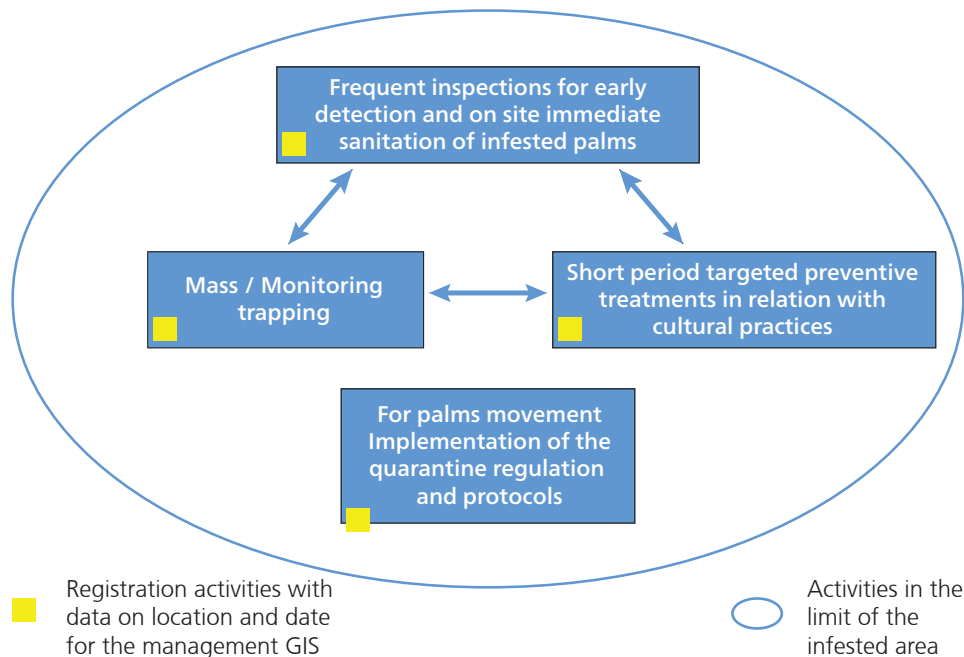 Frequent inspections for early
detection and on site immediate
sanitation of infested palms
Mass / Monitoring
trapping
Short period targeted preventive
treatments in relation with
cultural practices
For palms movement
Implementation of the
quarantine regulation
and protocols
Registration activities with
data on location and date
for the management GIS
Activities in the
limit of the
infested area